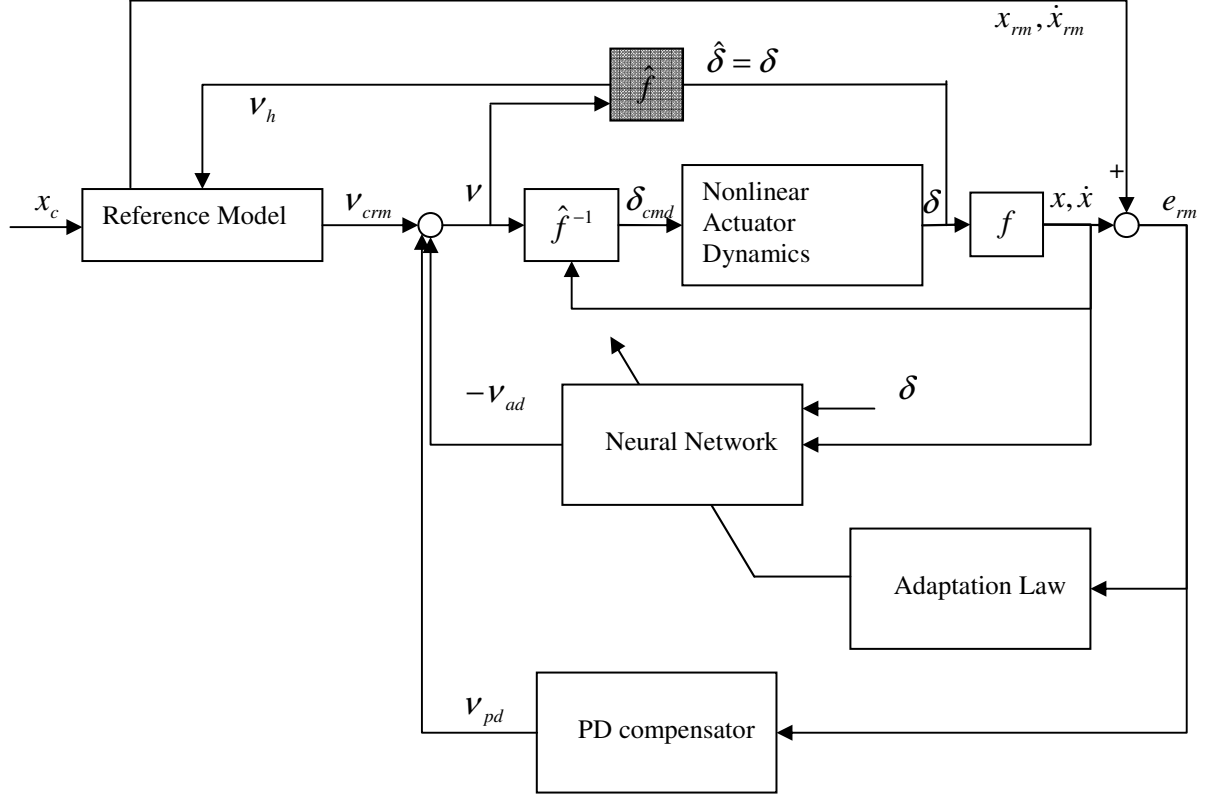 x_rm, ẋ_rm
δ̂ = δ
f̂
ν_h
+
x_c
Reference Model
ν_crm
ν
f̂⁻¹
δ_cmd
Nonlinear
Actuator
Dynamics
δ
f
x, ẋ
e_rm
−ν_ad
δ
Neural Network
Adaptation Law
ν_pd
PD compensator